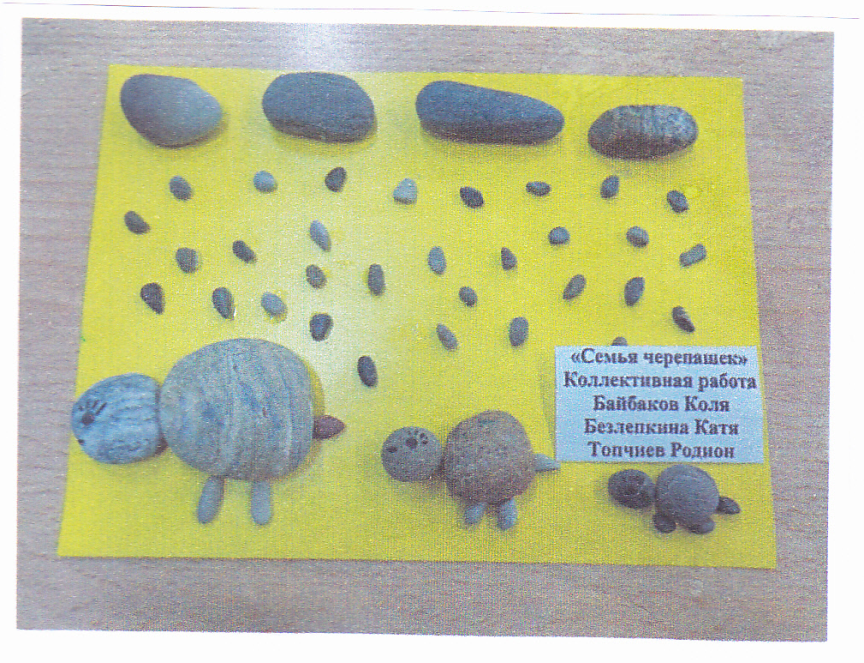 «Семья черепашек»
Коллективная работа
Байбаков Коля
Безлепкина Катя
Топчиев Родион